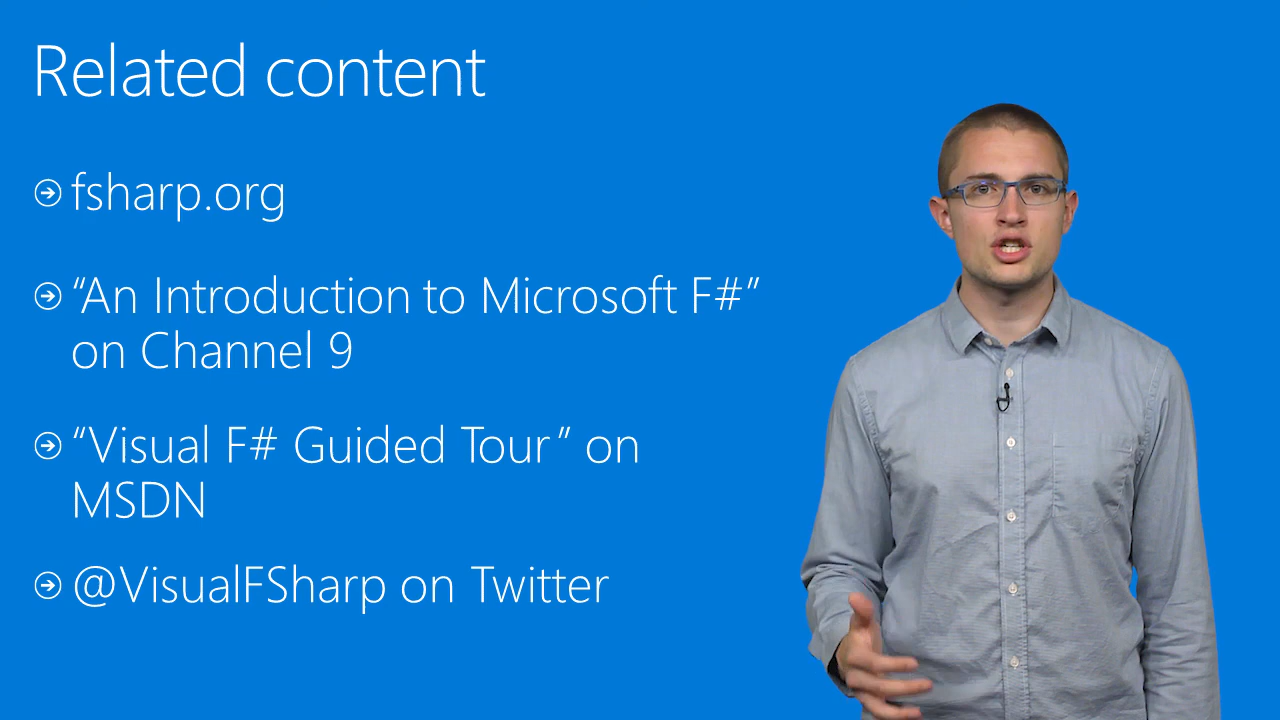 Related content
fsharp.org
“An Introduction to Microsoft F#”
on Channel 9
“Visual F# Guided Tour” on
MSDN
@VisualFSharp on Twitter